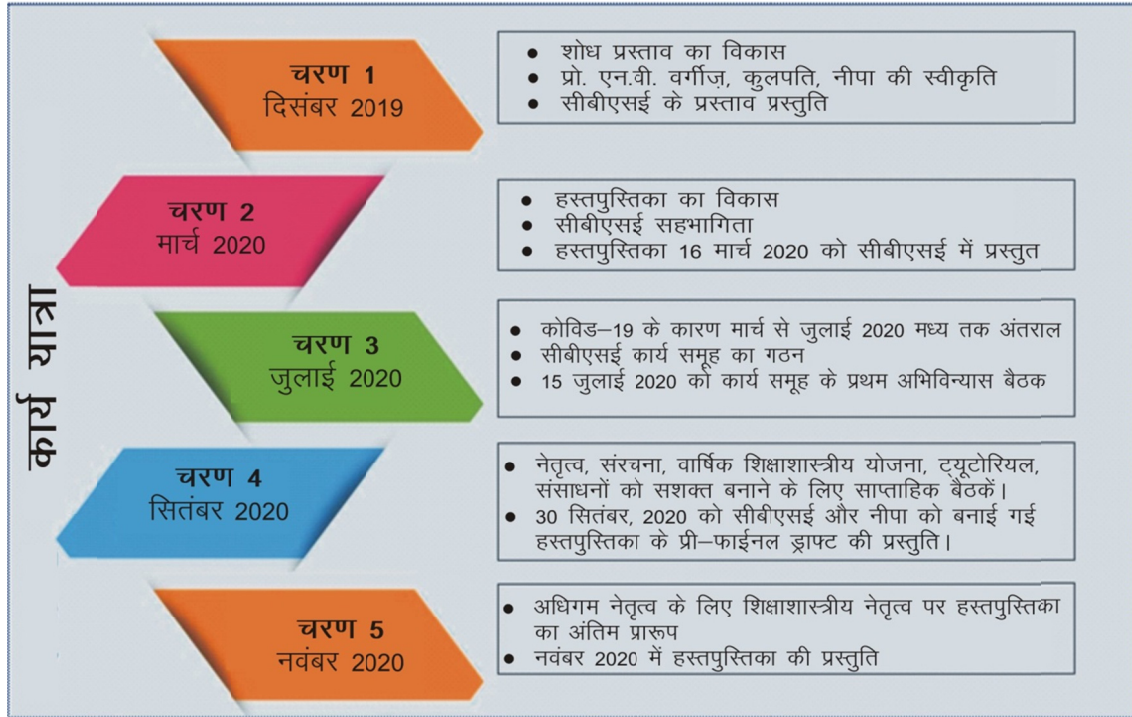 कार्य यात्रा
चरण 1
दिसंबर 2019
● शोध प्रस्ताव का विकास
● प्रो. एन.वी. वर्गीज़, कुलपति, नीपा की स्वीकृति
● सीबीएसई के प्रस्ताव प्रस्तुति
चरण 2
मार्च 2020
● हस्तपुस्तिका का विकास
● सीबीएसई सहभागिता
● हस्तपुस्तिका 16 मार्च 2020 को सीबीएसई में प्रस्तुत
चरण 3
जुलाई 2020
● कोविड–19 के कारण मार्च से जुलाई 2020 मध्य तक अंतराल
● सीबीएसई कार्य समूह का गठन
● 15 जुलाई 2020 को कार्य समूह के प्रथम अभिविन्यास बैठक
चरण 4
सितंबर 2020
● नेतृत्व, संरचना, वार्षिक शिक्षाशास्त्रीय योजना, ट्यूटोरियल,
संसाधनों को सशक्त बनाने के लिए साप्ताहिक बैठकें।
● 30 सितंबर, 2020 को सीबीएसई और नीपा को बनाई गई
हस्तपुस्तिका के प्री–फाईनल ड्राफ्ट की प्रस्तुति।
चरण 5
नवंबर 2020
● अधिगम नेतृत्व के लिए शिक्षाशास्त्रीय नेतृत्व पर हस्तपुस्तिका
का अंतिम प्रारूप
● नवंबर 2020 में हस्तपुस्तिका की प्रस्तुति